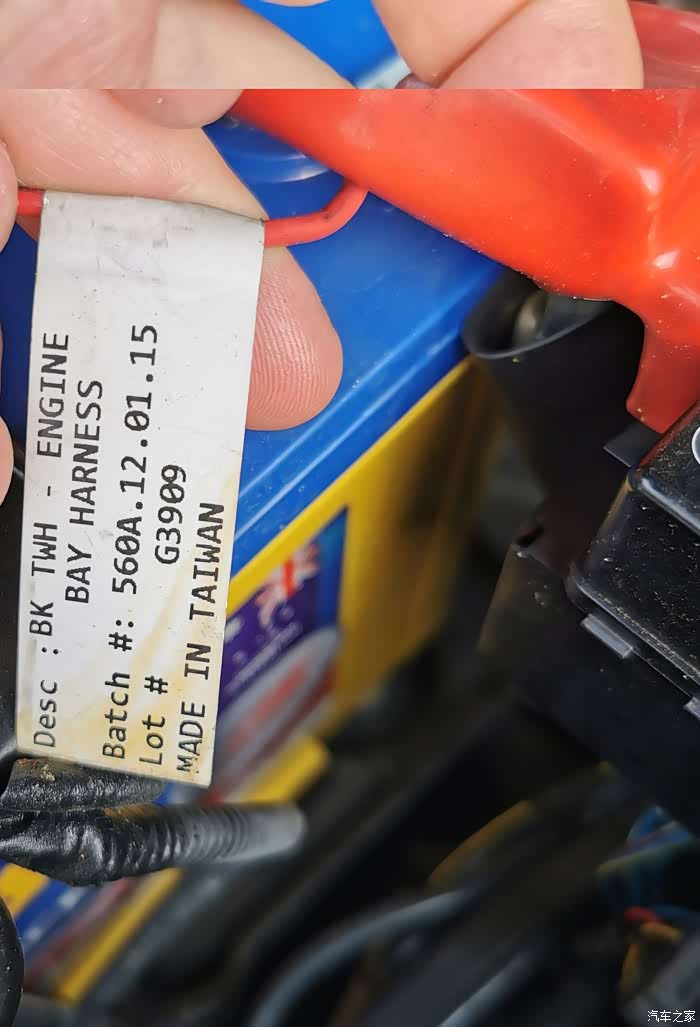 Desc : BK TWH - ENGINE
BAY HARNESS
Batch #: 560A.12.01.15
Lot # G3909
MADE IN TAIWAN
汽车之家